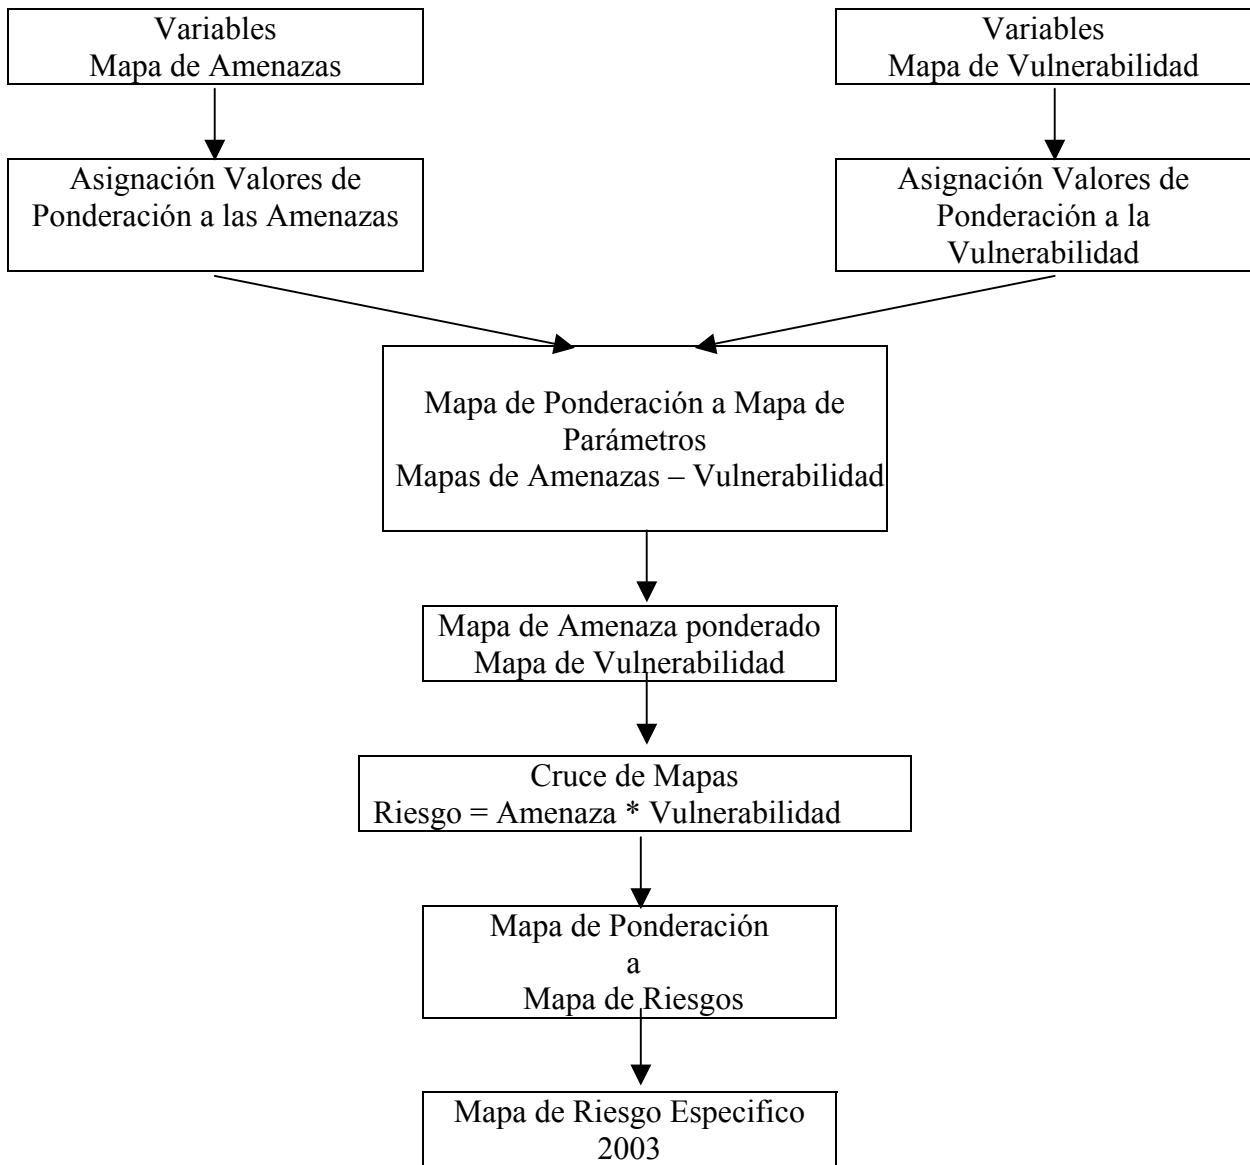 Variables
Mapa de Amenazas
Variables
Mapa de Vulnerabilidad
Asignación Valores de
Ponderación a las Amenazas
Asignación Valores de
Ponderación a la
Vulnerabilidad
Mapa de Ponderación a Mapa de
Parámetros
Mapas de Amenazas – Vulnerabilidad
Mapa de Amenaza ponderado
Mapa de Vulnerabilidad
Cruce de Mapas
Riesgo = Amenaza * Vulnerabilidad
Mapa de Ponderación
a
Mapa de Riesgos
Mapa de Riesgo Especifico
2003